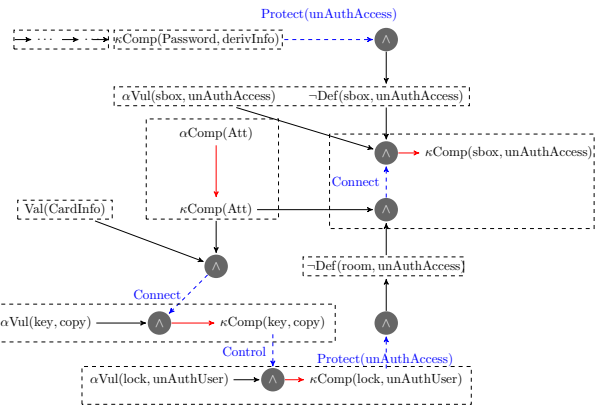 Protect(unAuthAccess)
··· · κComp(Password, derivInfo) ∧
αVul(sbox, unAuthAccess) ¬Def(sbox, unAuthAccess)
αComp(Att)
∧ κComp(sbox, unAuthAccess)
Connect
Val(CardInfo) κComp(Att) ∧
∧ ¬Def(room, unAuthAccess)
Connect
αVul(key, copy) ∧ κComp(key, copy) ∧
Control Protect(unAuthAccess)
αVul(lock, unAuthUser) ∧ κComp(lock, unAuthUser)